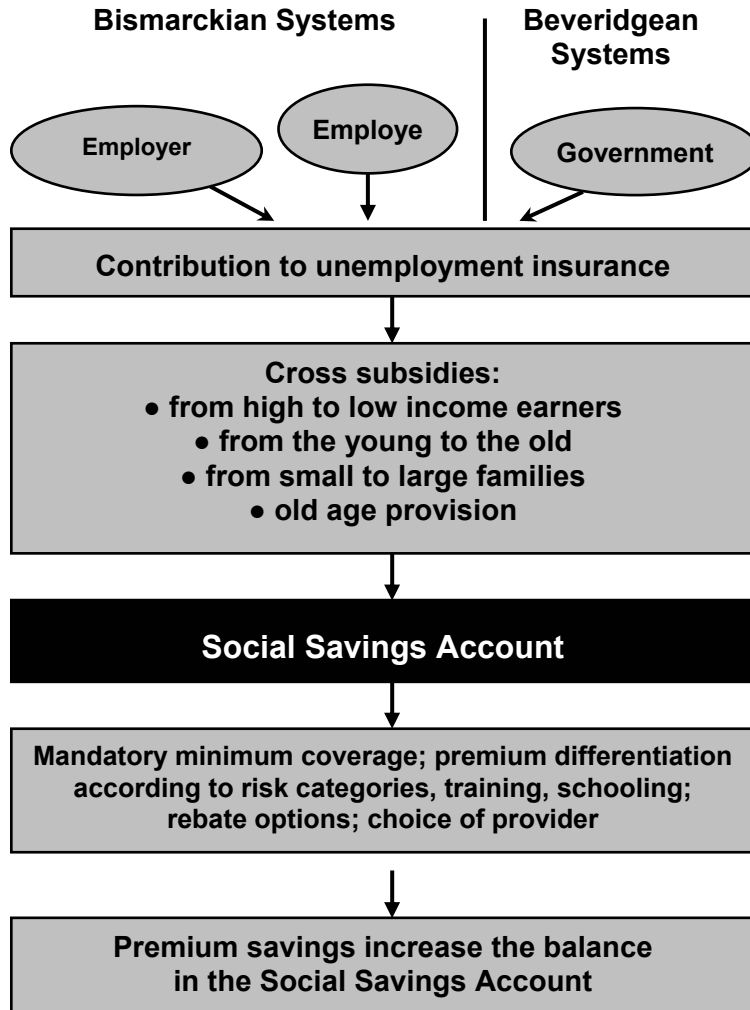 Bismarckian Systems
Beveridgean
Systems
Employer
Employe
Government
Contribution to unemployment insurance
Cross subsidies:
● from high to low income earners
● from the young to the old
● from small to large families
● old age provision
Social Savings Account
Mandatory minimum coverage; premium differentiation
according to risk categories, training, schooling;
rebate options; choice of provider
Premium savings increase the balance
in the Social Savings Account